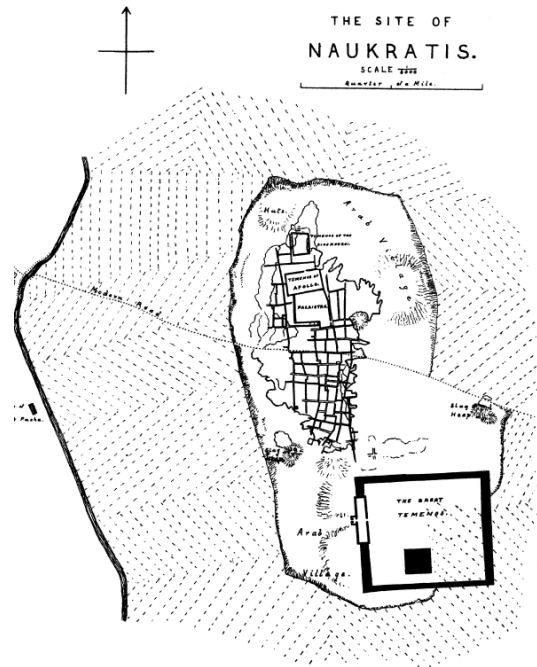 THE SITE OF
NAUKRATIS.
SCALE
Quarter of a Mile.
Huts.
Arab Village
TEMENOS OF THE
TEMENOS OF
APOLLO.
PALAISTRA.
Modern Road
Slag
Heap
Slag
THE GREAT
TEMENOS.
Arab
Village.
Pasha.